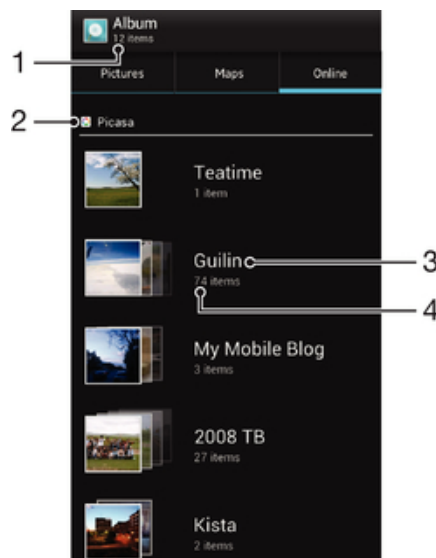 Album
12 items
1
Pictures Maps Online
2
Picasa
Teatime
1 item
Guilin
3
74 items
4
My Mobile Blog
3 items
2008 TB
27 items
Kista
2 items